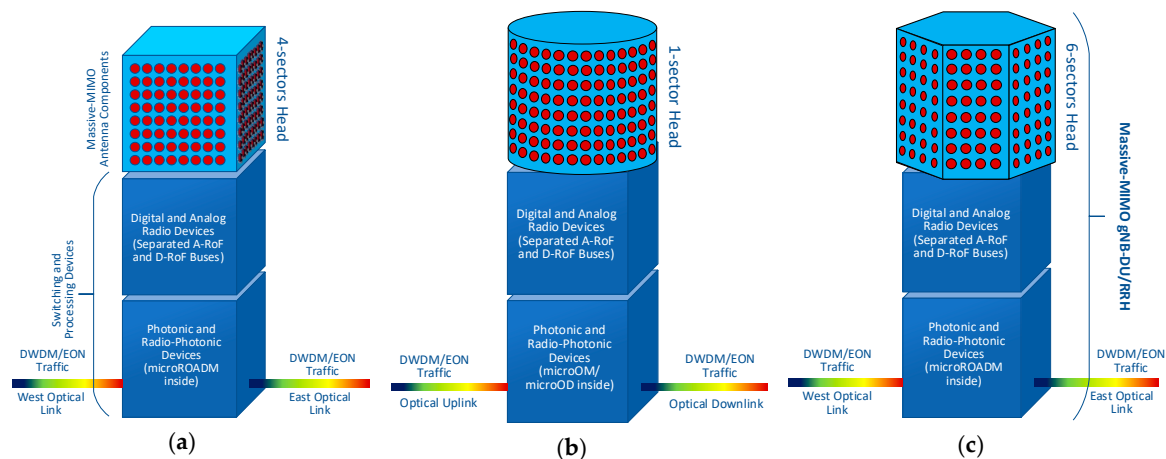 Massive-MIMO
Antenna Components
4-sectors Head
Switching and
Processing Devices
Digital and Analog
Radio Devices
(Separated A-RoF
and D-RoF Buses)
Photonic and
Radio-Photonic
Devices
(microROADM
inside)
DWDM/EON
Traffic
West Optical
Link
DWDM/EON
Traffic
East Optical
Link
(a)
1-sector Head
Digital and Analog
Radio Devices
(Separated A-RoF
and D-RoF Buses)
Photonic and
Radio-Photonic
Devices
(microOM/
microOD inside)
DWDM/EON
Traffic
Optical Uplink
DWDM/EON
Traffic
Optical Downlink
(b)
6-sectors Head
Massive-MIMO gNB-DU/RRH
Digital and Analog
Radio Devices
(Separated A-RoF
and D-RoF Buses)
Photonic and
Radio-Photonic
Devices
(microROADM
inside)
DWDM/EON
Traffic
West Optical
Link
DWDM/EON
Traffic
East Optical
Link
(c)